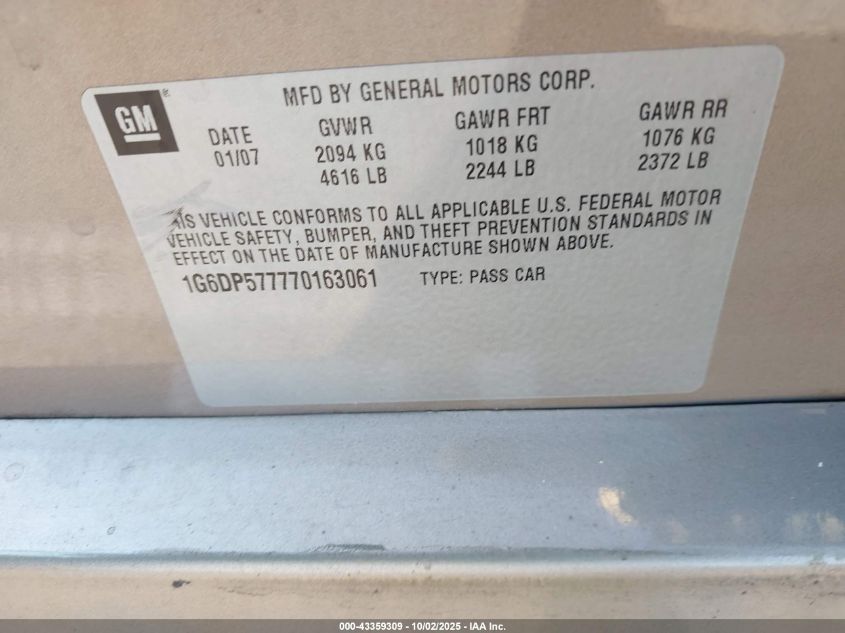 GM®
MFD BY GENERAL MOTORS CORP.
DATE GVWR GAWR FRT GAWR RR
01/07 2094 KG 1018 KG 1076 KG
4616 LB 2244 LB 2372 LB
VEHICLE CONFORMS TO ALL APPLICABLE U.S. FEDERAL MOTOR
VEHICLE SAFETY, BUMPER, AND THEFT PREVENTION STANDARDS IN
EFFECT ON THE DATE OF MANUFACTURE SHOWN ABOVE.
1G6DP577770163061 TYPE: PASS CAR
000-43359309 - 10/02/2025 - IAA Inc.